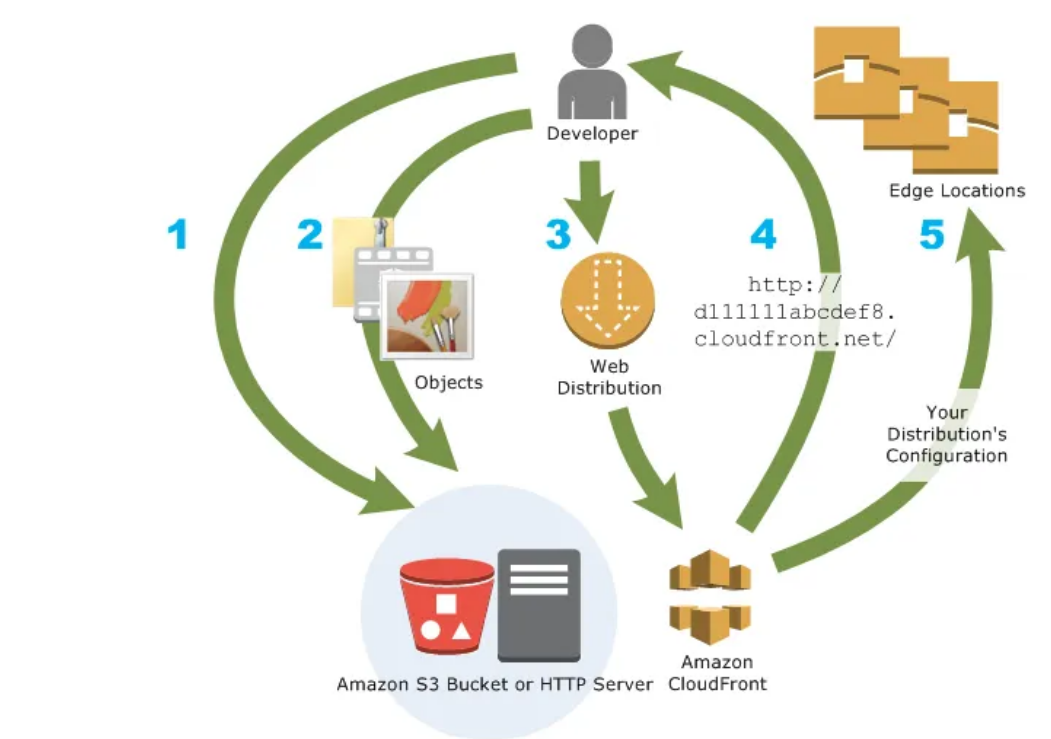 Developer
Edge Locations
1
2
3
4
5
http://
d111111abcdef8.
cloudfront.net/
Objects
Web
Distribution
Your
Distribution's
Configuration
Amazon S3 Bucket or HTTP Server
Amazon
CloudFront